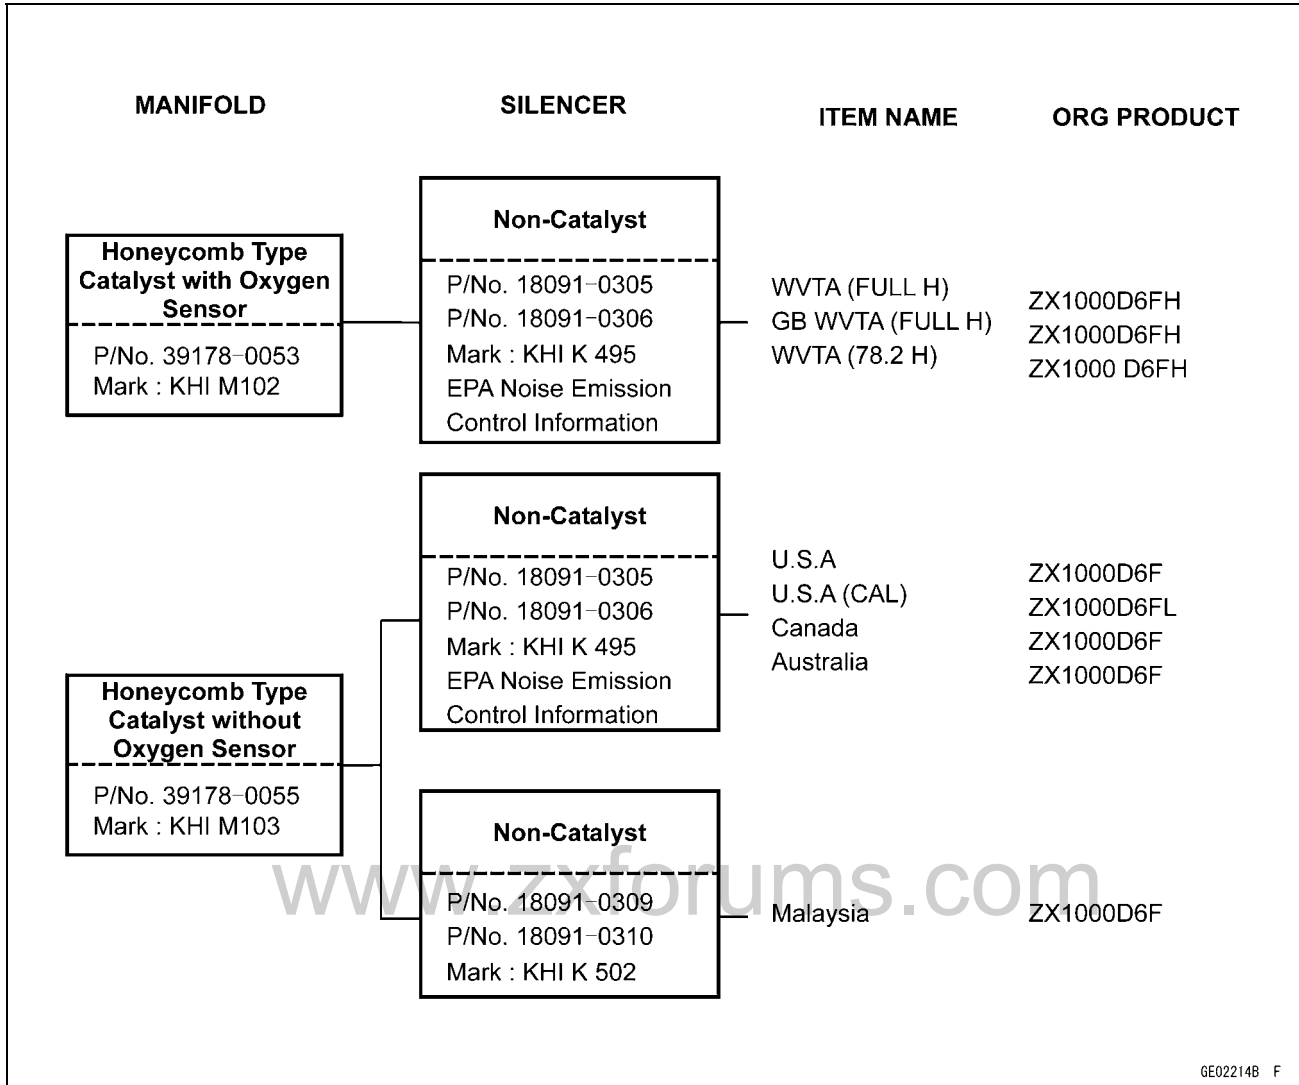 MANIFOLD
SILENCER
ITEM NAME
ORG PRODUCT
Honeycomb Type
Catalyst with Oxygen
Sensor
P/No. 39178-0053
Mark : KHI M102
Non-Catalyst
P/No. 18091-0305
P/No. 18091-0306
Mark : KHI K 495
EPA Noise Emission
Control Information
WVTA (FULL H)
GB WVTA (FULL H)
WVTA (78.2 H)
ZX1000D6FH
ZX1000D6FH
ZX1000 D6FH
Honeycomb Type
Catalyst without
Oxygen Sensor
P/No. 39178-0055
Mark : KHI M103
Non-Catalyst
P/No. 18091-0305
P/No. 18091-0306
Mark : KHI K 495
EPA Noise Emission
Control Information
U.S.A
U.S.A (CAL)
Canada
Australia
ZX1000D6F
ZX1000D6FL
ZX1000D6F
ZX1000D6F
Non-Catalyst
P/No. 18091-0309
P/No. 18091-0310
Mark : KHI K 502
Malaysia
ZX1000D6F
www.zxforums.com
GE02214B F